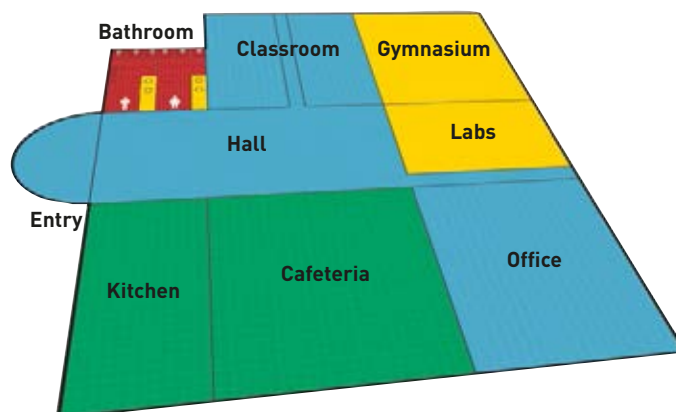 Bathroom
Classroom
Gymnasium
Hall
Labs
Entry
Kitchen
Cafeteria
Office